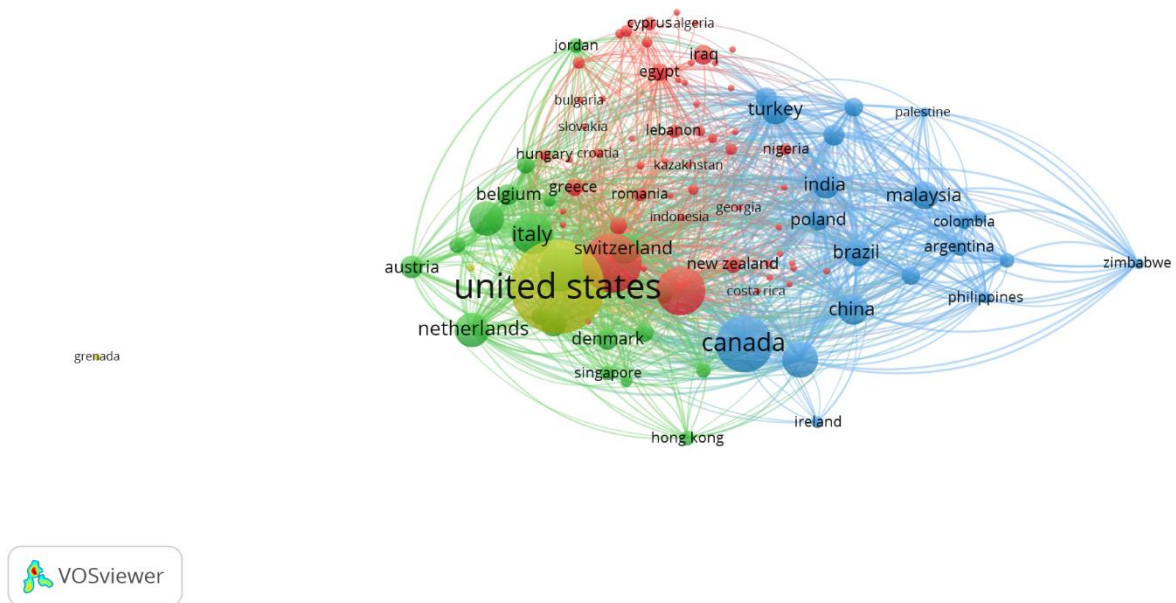 cyprus algeria
jordan
iraq
egypt
bulgaria
turkey
palestine
slovakia
lebanon
nigeria
hungary croatia
kazakhstan
belgium greece
romania
india
malaysia
indonesia
georgia
poland
colombia
italy
switzerland
argentina
brazil
austria
new zealand
zimbabwe
united states
costa rica
philippines
china
netherlands
denmark
canada
grenada
singapore
ireland
hong kong
VOSviewer